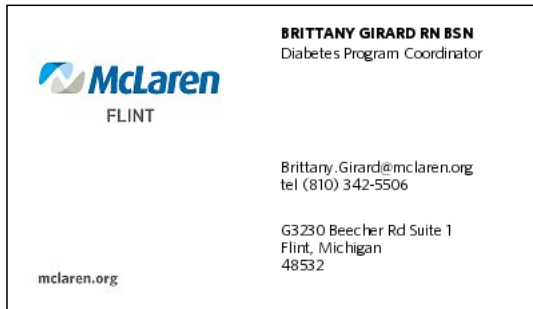 McLaren
FLINT
mclaren.org
BRITTANY GIRARD RN BSN
Diabetes Program Coordinator
Brittany.Girard@mclaren.org
tel (810) 342-5506
G3230 Beecher Rd Suite 1
Flint, Michigan
48532